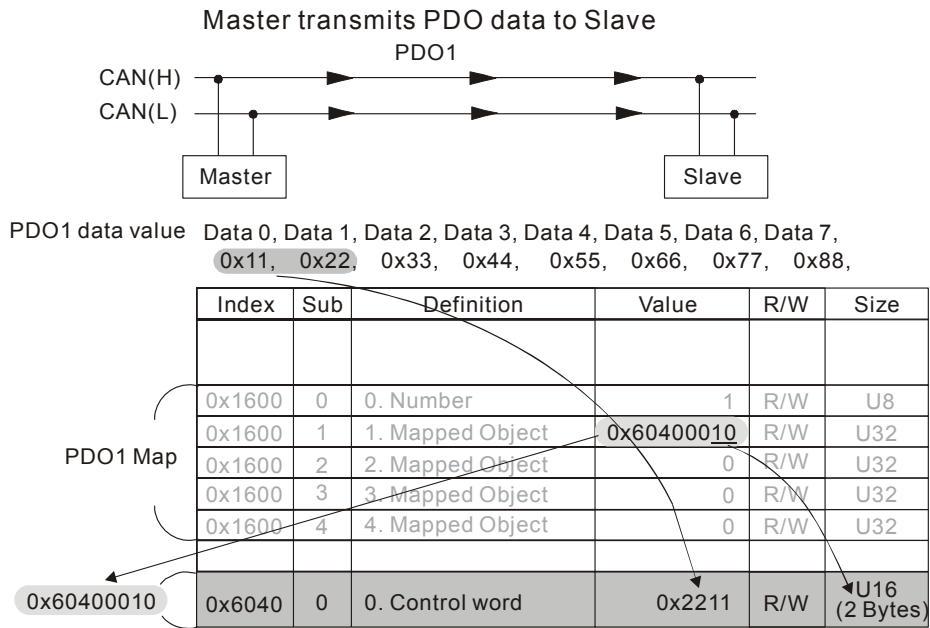 Master transmits PDO data to Slave
PDO1
CAN(H)
CAN(L)
Master
Slave
PDO1 data value Data 0, Data 1, Data 2, Data 3, Data 4, Data 5, Data 6, Data 7,
0x11, 0x22, 0x33, 0x44, 0x55, 0x66, 0x77, 0x88,
Index Sub Definition Value R/W Size
0x1600 0 0. Number 1 R/W U8
0x1600 1 1. Mapped Object 0x60400010 R/W U32
PDO1 Map
0x1600 2 2. Mapped Object 0 R/W U32
0x1600 3 3. Mapped Object 0 R/W U32
0x1600 4 4. Mapped Object 0 R/W U32
0x60400010
0x6040 0 0. Control word 0x2211 R/W U16
(2 Bytes)